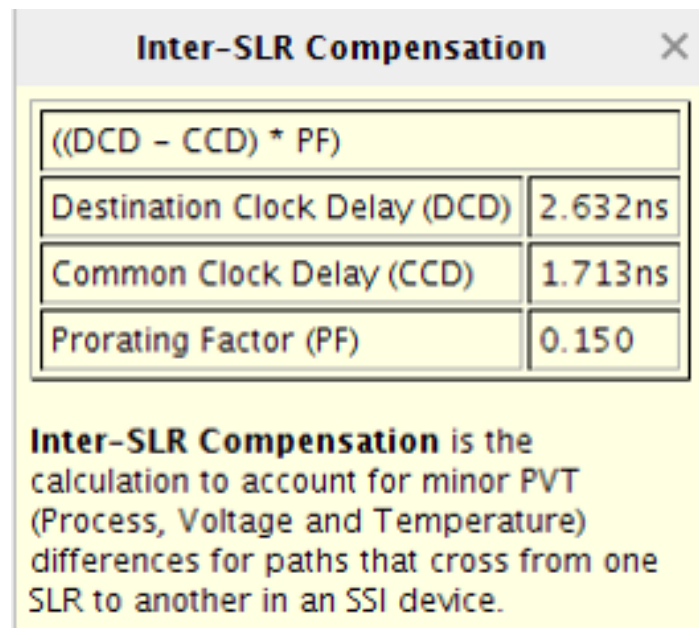 Inter-SLR Compensation ×
((DCD - CCD) * PF)
Destination Clock Delay (DCD) 2.632ns
Common Clock Delay (CCD) 1.713ns
Prorating Factor (PF) 0.150
Inter-SLR Compensation is the
calculation to account for minor PVT
(Process, Voltage and Temperature)
differences for paths that cross from one
SLR to another in an SSI device.